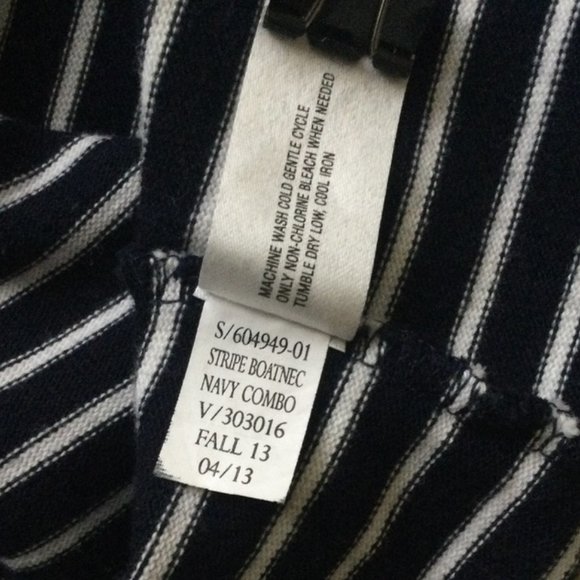 MACHINE WASH COLD GENTLE CYCLE
ONLY NON-CHLORINE BLEACH WHEN NEEDED
TUMBLE DRY LOW, COOL IRON
S/604949-01
STRIPE BOATNEC
NAVY COMBO
V/303016
FALL 13
04/13